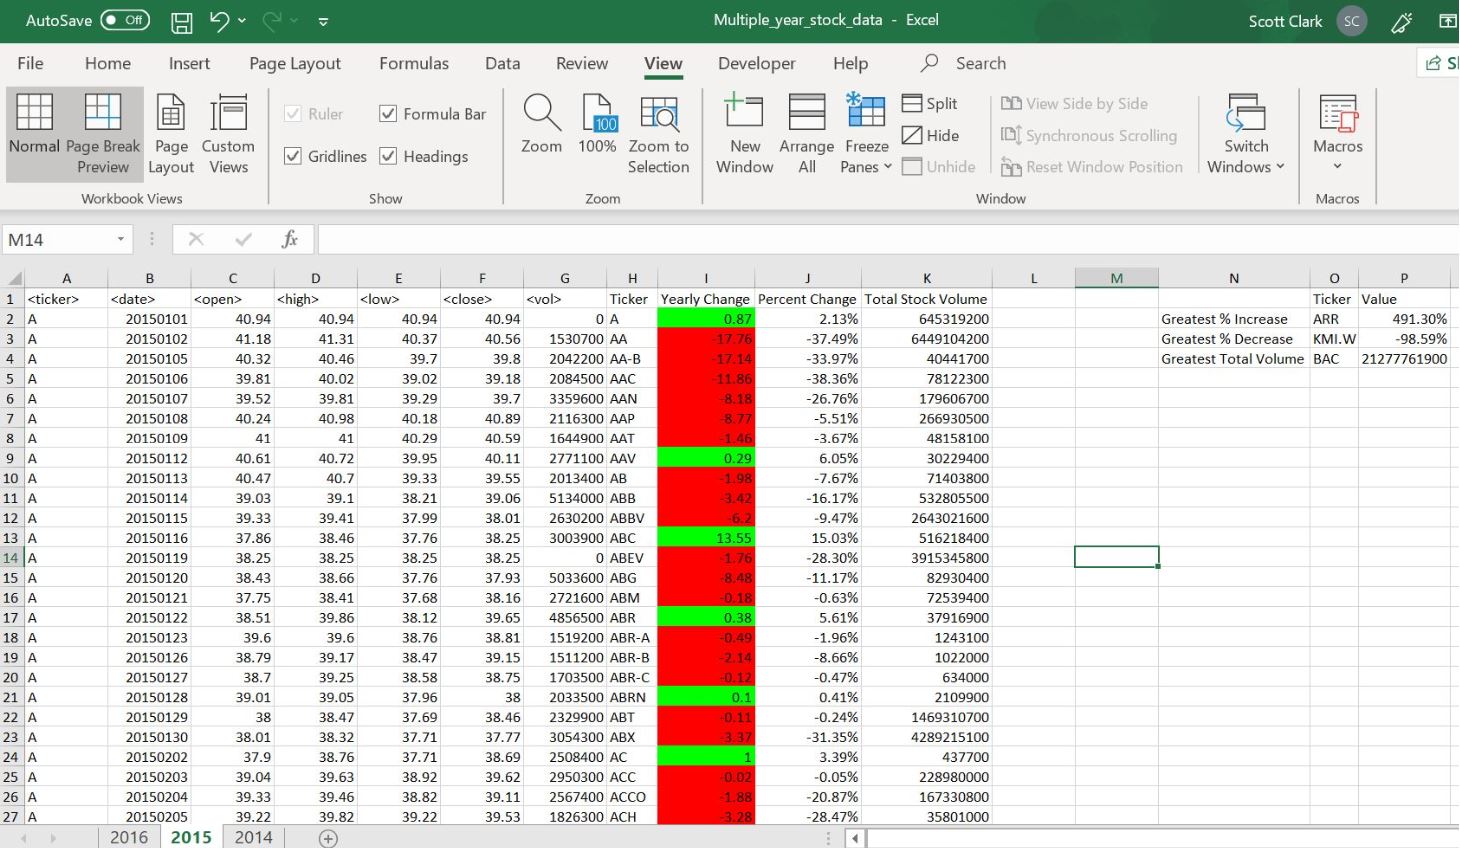 AutoSave Off Multiple_year_stock_data - Excel Scott Clark SC
File Home Insert Page Layout Formulas Data Review View Developer Help Search
Ruler Formula Bar
Gridlines Headings
Normal Page Break Preview Page Layout Custom Views
Zoom 100 100% Zoom to Selection
New Window Arrange All Freeze Panes
Split
Hide
Unhide
View Side by Side
Synchronous Scrolling
Reset Window Position
Switch Windows Macros
Workbook Views Show Zoom Window Macros
M14 fx
A B C D E F G H I J K L M N O P
1 <ticker> <date> <open> <high> <low> <close> <vol> Ticker Yearly Change Percent Change Total Stock Volume Ticker Value
2 A 20150101 40.94 40.94 40.94 40.94 0 A 0.87 2.13% 645319200 Greatest % Increase ARR 491.30%
3 A 20150102 41.18 41.31 40.37 40.56 1530700 AA -17.76 -37.49% 6449104200 Greatest % Decrease KMI.W -98.59%
4 A 20150105 40.32 40.46 39.7 39.8 2042200 AA-B -17.14 -33.97% 40441700 Greatest Total Volume BAC 21277761900
5 A 20150106 39.81 40.02 39.02 39.18 2084500 AAC -11.86 -38.36% 78122300
6 A 20150107 39.52 39.81 39.29 39.7 3359600 AAN -8.18 -26.76% 179606700
7 A 20150108 40.24 40.98 40.18 40.89 2116300 AAP -8.77 -5.51% 266930500
8 A 20150109 41 41 40.29 40.59 1644900 AAT -1.46 -3.67% 48158100
9 A 20150112 40.61 40.72 39.95 40.11 2771100 AAV 0.29 6.05% 30229400
10 A 20150113 40.47 40.7 39.33 39.55 2013400 AB -1.98 -7.67% 71403800
11 A 20150114 39.03 39.1 38.21 39.06 5134000 ABB -3.42 -16.17% 532805500
12 A 20150115 39.33 39.41 37.99 38.01 2630200 ABBV -6.2 -9.47% 2643021600
13 A 20150116 37.86 38.46 37.76 38.25 3003900 ABC 13.55 15.03% 516218400
14 A 20150119 38.25 38.25 38.25 38.25 0 ABEV -1.76 -28.30% 3915345800
15 A 20150120 38.43 38.66 37.76 37.93 5033600 ABG -8.48 -11.17% 82930400
16 A 20150121 37.75 38.41 37.68 38.16 2721600 ABM -0.18 -0.63% 72539400
17 A 20150122 38.51 39.86 38.12 39.65 4856500 ABR 0.38 5.61% 37916900
18 A 20150123 39.6 39.6 38.76 38.81 1519200 ABR-A -0.49 -1.96% 1243100
19 A 20150126 38.79 39.17 38.47 39.15 1511200 ABR-B -2.14 -8.66% 1022000
20 A 20150127 38.7 39.25 38.58 38.75 1703500 ABR-C -0.12 -0.47% 634000
21 A 20150128 39.01 39.05 37.96 38 2033500 ABRN 0.1 0.41% 2109900
22 A 20150129 38 38.47 37.69 38.46 2329900 ABT -0.11 -0.24% 1469310700
23 A 20150130 38.01 38.32 37.71 37.77 3054300 ABX -3.37 -31.35% 4289215100
24 A 20150202 37.9 38.76 37.71 38.69 2508400 AC 1 3.39% 437700
25 A 20150203 39.04 39.63 38.92 39.62 2950300 ACC -0.02 -0.05% 228980000
26 A 20150204 39.33 39.46 38.82 39.11 2567400 ACCO -1.88 -20.87% 167330800
27 A 20150205 39.22 39.82 39.22 39.53 1826300 ACH -3.28 -28.47% 35801000
2016 2015 2014